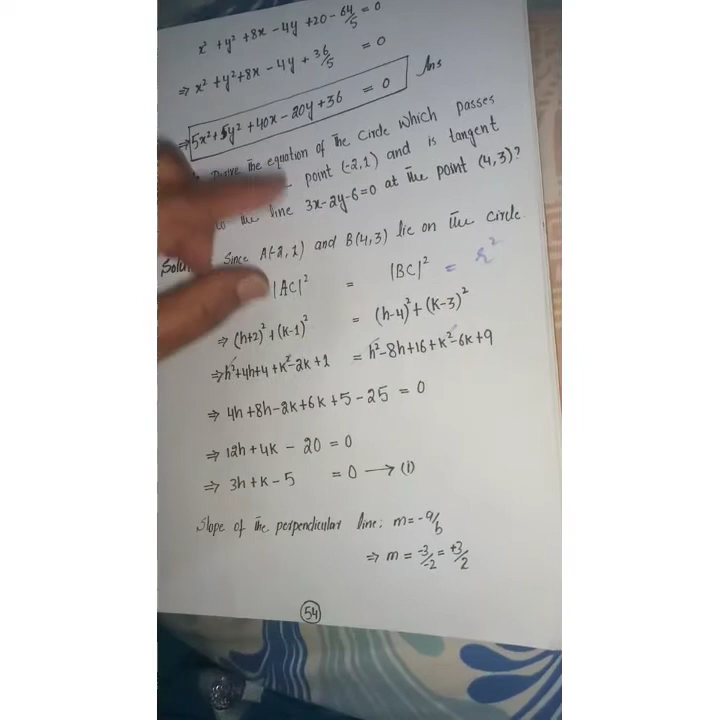 x² + y² + 8x - 4y + 20 - 64/5 = 0
⇒ x² + y² + 8x - 4y + 36/5 = 0
⇒ 5x² + 5y² + 40x - 20y + 36 = 0 Ans
the equation of the Circle which passes
point (-2,1) and is tangent
to the line 3x-2y-6=0 at the point (4,3)?
Since A(-2,1) and B(4,3) lie on the circle.
|AC|² = |BC|² = r²
⇒ (h+2)² + (k-1)² = (h-4)² + (k-3)²
⇒ h² + 4h + 4 + k² - 2k + 1 = h² - 8h + 16 + k² - 6k + 9
⇒ 4h + 8h - 2k + 6k + 5 - 25 = 0
⇒ 12h + 4k - 20 = 0
⇒ 3h + k - 5 = 0 → (i)
Slope of the perpendicular line: m = -a/b
⇒ m = -3/-2 = +3/2
54